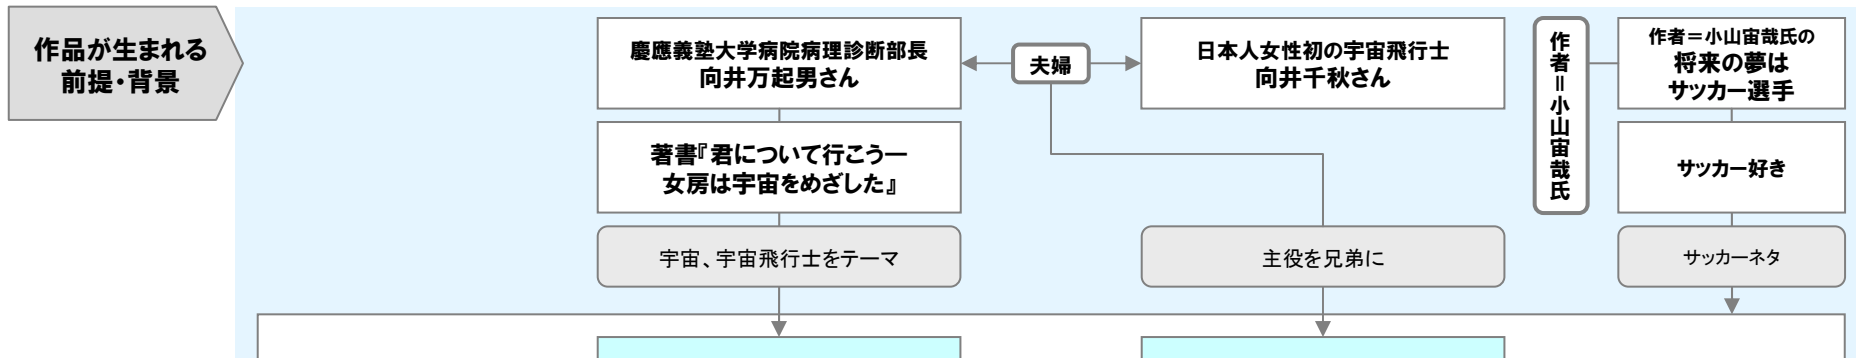 作品が生まれる
前提・背景
慶應義塾大学病院病理診断部長
向井万起男さん
夫婦
日本人女性初の宇宙飛行士
向井千秋さん
作者＝小山宙哉氏
作者＝小山宙哉氏の
将来の夢は
サッカー選手
著書『君について行こう―
女房は宇宙をめざした』
サッカー好き
宇宙、宇宙飛行士をテーマ
主役を兄弟に
サッカーネタ